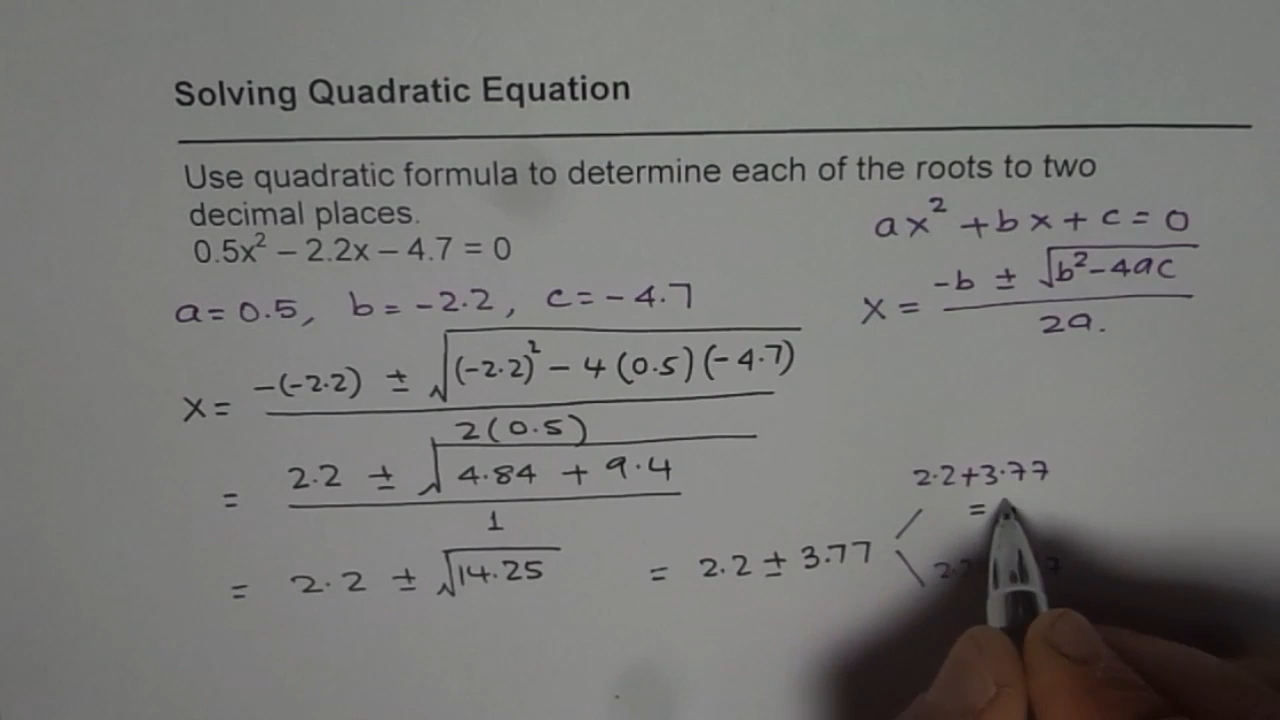 Solving Quadratic Equation
Use quadratic formula to determine each of the roots to two
decimal places.
0.5x² – 2.2x – 4.7 = 0
ax² + bx + c = 0
x = -b ± √b²-4ac / 2a.
a = 0.5, b = -2.2, c = -4.7
x = -(-2.2) ± √(-2.2)² - 4(0.5)(-4.7) / 2(0.5)
= 2.2 ± √4.84 + 9.4 / 1
= 2.2 ± √14.25 = 2.2 ± 3.77
2.2+3.77
=